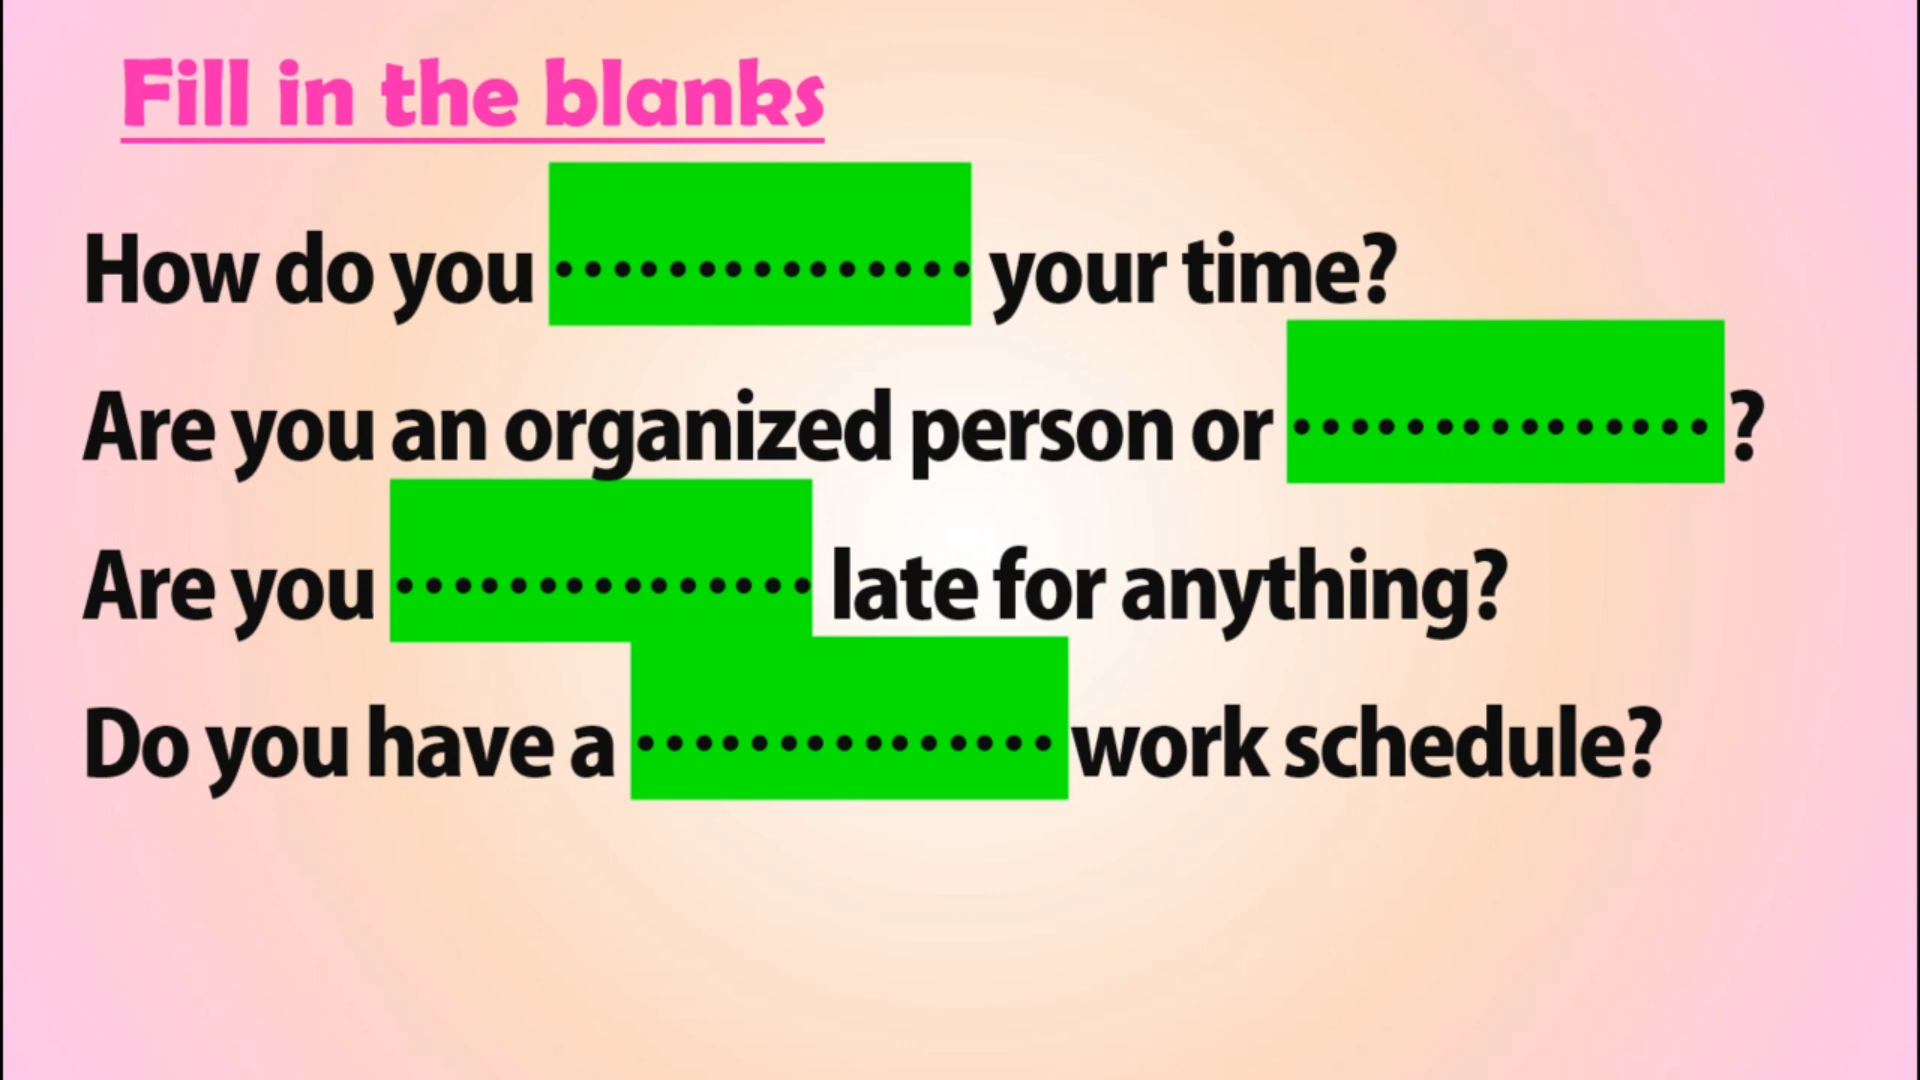 Fill in the blanks
How do you ............... your time?
Are you an organized person or ...............?
Are you ............... late for anything?
Do you have a ............... work schedule?